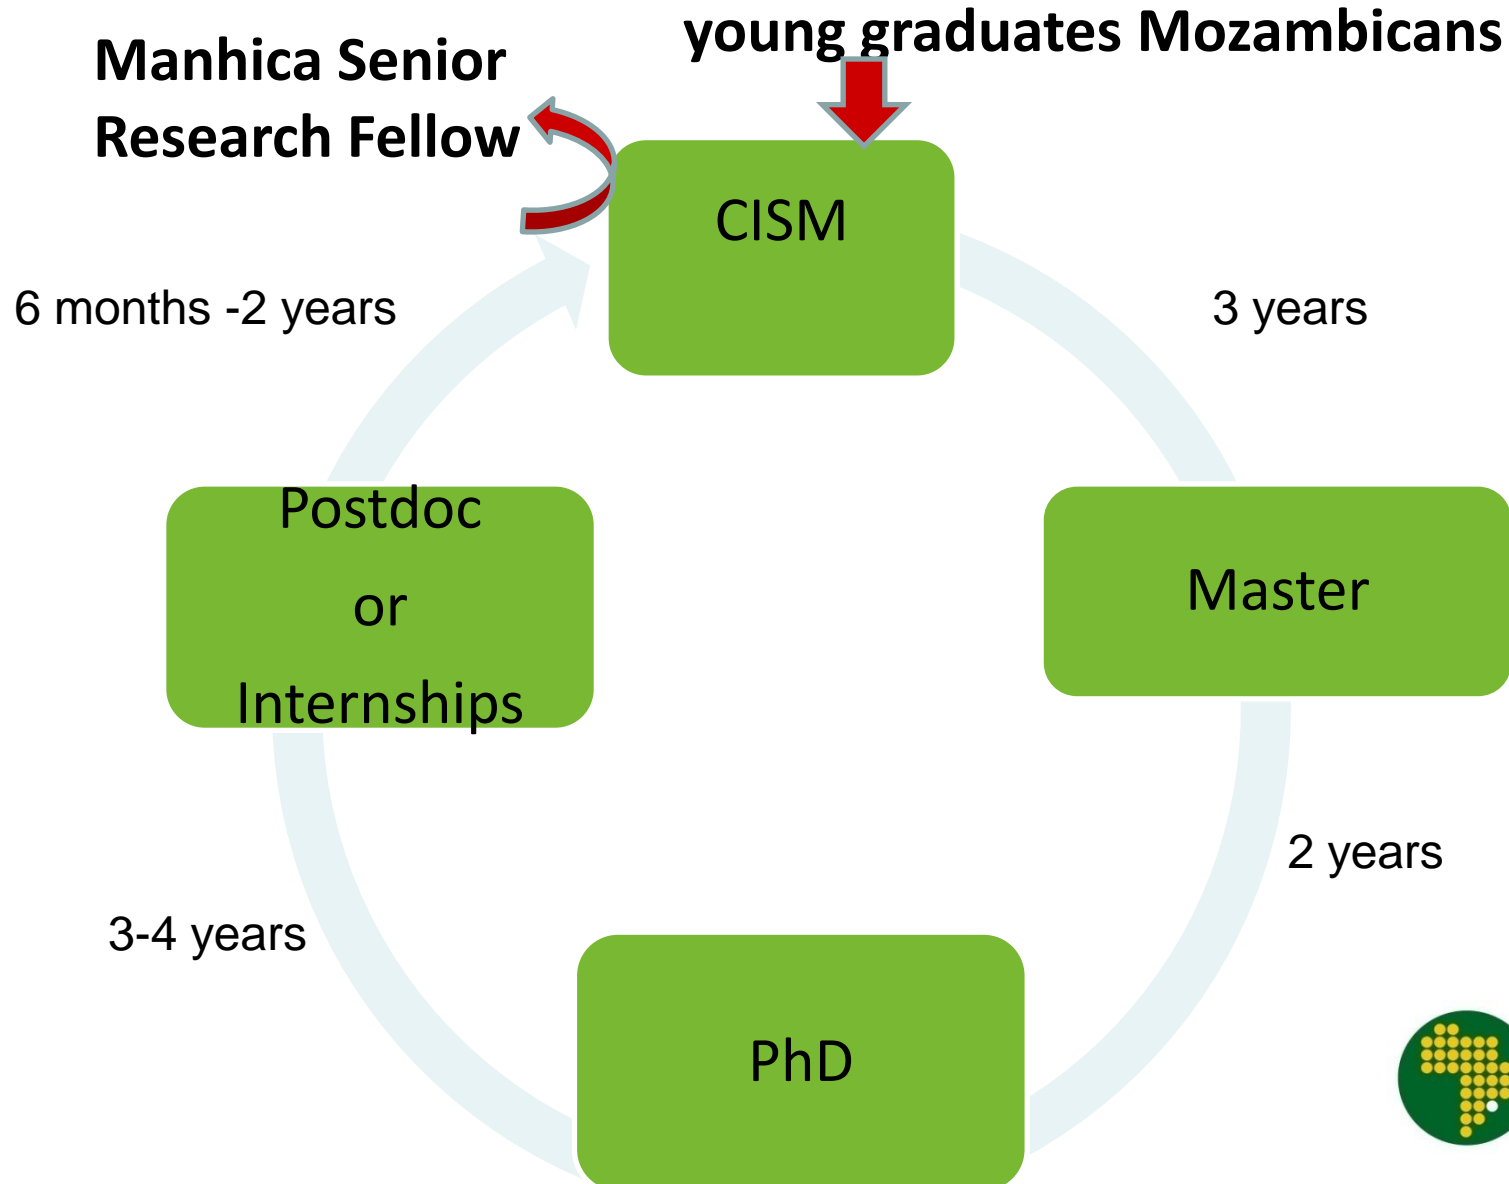 young graduates Mozambicans
Manhica Senior
Research Fellow
CISM
6 months -2 years
3 years
Postdoc
or
Internships
Master
2 years
3-4 years
PhD